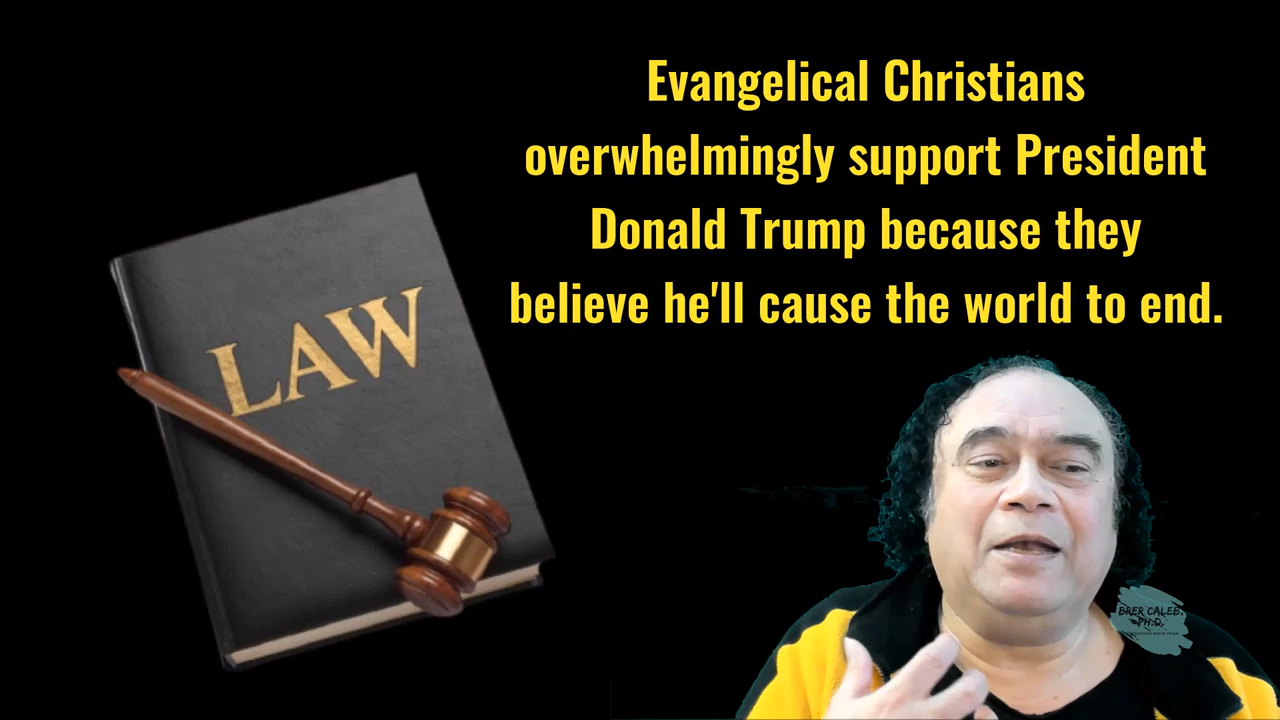 Evangelical Christians
overwhelmingly support President
Donald Trump because they
believe he'll cause the world to end.
LAW
BRER CALEB,
PH.D.